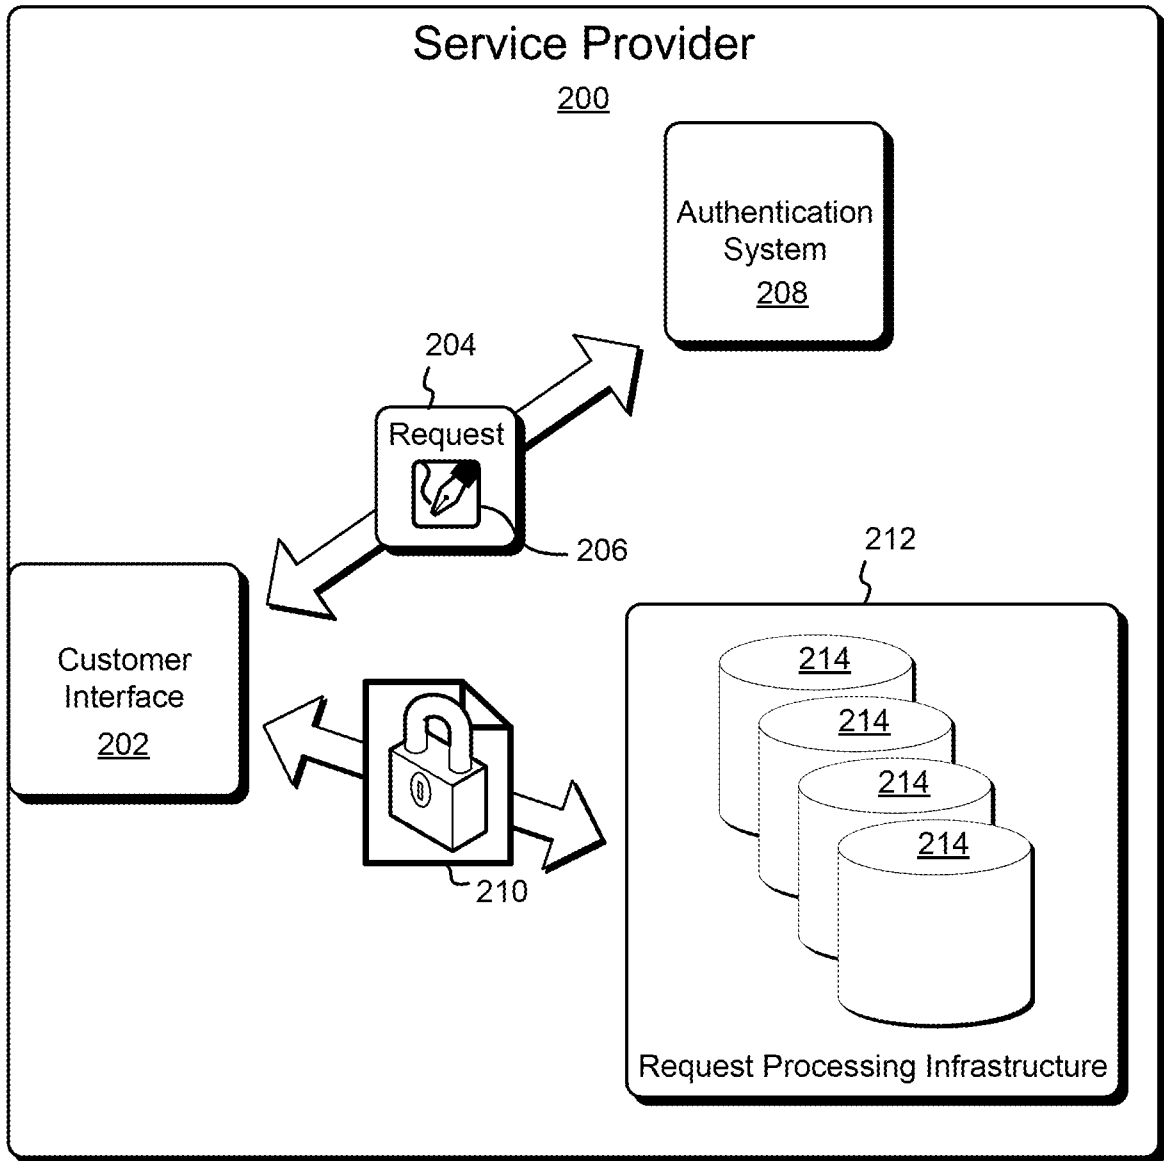 Service Provider
200
Authentication
System
208
204
Request
206
212
Customer
Interface
202
214
214
214
214
210
Request Processing Infrastructure